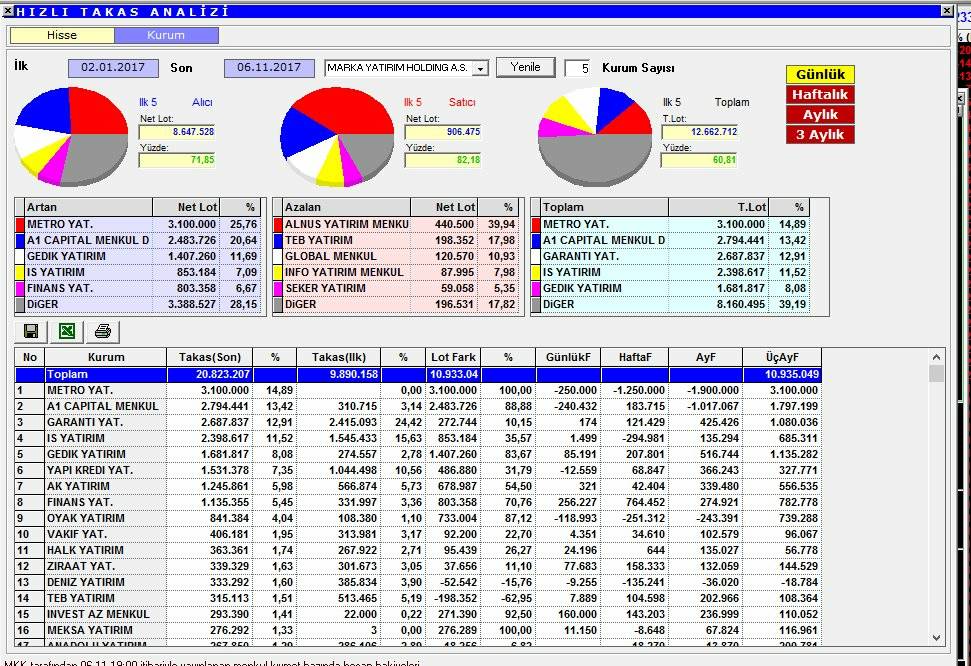 HIZLI TAKAS ANALİZİ
Hisse Kurum
İlk 02.01.2017 Son 06.11.2017 MARKA YATIRIM HOLDING A.S. Yenile 5 Kurum Sayısı
Günlük
Haftalık
Aylık
3 Aylık
Ilk 5 Alıcı
Net Lot:
8.647.528
Yüzde:
71,85
Ilk 5 Satıcı
Net Lot:
906.475
Yüzde:
82,18
Ilk 5 Toplam
T.Lot:
12.662.712
Yüzde:
60,81
Artan Net Lot %
METRO YAT. 3.100.000 25,76
A1 CAPITAL MENKUL D 2.483.726 20,64
GEDIK YATIRIM 1.407.260 11,69
IS YATIRIM 853.184 7,09
FINANS YAT. 803.358 6,67
DiGER 3.388.527 28,15
Azalan Net Lot %
ALNUS YATIRIM MENKU 440.500 39,94
TEB YATIRIM 198.352 17,98
GLOBAL MENKUL 120.570 10,93
INFO YATIRIM MENKUL 87.995 7,98
SEKER YATIRIM 59.058 5,35
DiGER 196.531 17,82
Toplam T.Lot %
METRO YAT. 3.100.000 14,89
A1 CAPITAL MENKUL D 2.794.441 13,42
GARANTI YAT. 2.687.837 12,91
IS YATIRIM 2.398.617 11,52
GEDIK YATIRIM 1.681.817 8,08
DiGER 8.160.495 39,19
No Kurum Takas(Son) % Takas(Ilk) % Lot Fark % GünlükF HaftaF AyF ÜçAyF
Toplam 20.823.207 9.890.158 10.933.04 10.935.049
1 METRO YAT. 3.100.000 14,89 0,00 3.100.000 100,00 -250.000 -1.250.000 -1.900.000 3.100.000
2 A1 CAPITAL MENKUL 2.794.441 13,42 310.715 3,14 2.483.726 88,88 -240.432 183.715 -1.017.067 1.797.199
3 GARANTI YAT. 2.687.837 12,91 2.415.093 24,42 272.744 10,15 174 121.429 425.426 1.080.036
4 IS YATIRIM 2.398.617 11,52 1.545.433 15,63 853.184 35,57 1.499 -294.981 135.294 685.311
5 GEDIK YATIRIM 1.681.817 8,08 274.557 2,78 1.407.260 83,67 85.191 207.801 516.744 1.135.282
6 YAPI KREDI YAT. 1.531.378 7,35 1.044.498 10,56 486.880 31,79 -12.559 68.847 366.243 327.771
7 AK YATIRIM 1.245.861 5,98 566.874 5,73 678.987 54,50 321 42.404 339.480 556.535
8 FINANS YAT. 1.135.355 5,45 331.997 3,36 803.358 70,76 256.227 764.452 274.921 782.778
9 OYAK YATIRIM 841.384 4,04 108.380 1,10 733.004 87,12 -118.993 -251.312 -243.391 739.288
10 VAKIF YAT. 406.181 1,95 313.981 3,17 92.200 22,70 4.351 34.610 102.579 96.067
11 HALK YATIRIM 363.361 1,74 267.922 2,71 95.439 26,27 24.196 644 135.027 56.778
12 ZIRAAT YAT. 339.329 1,63 301.673 3,05 37.656 11,10 77.683 158.333 132.059 144.529
13 DENIZ YATIRIM 333.292 1,60 385.834 3,90 -52.542 -15,76 -9.255 -135.241 -36.020 -18.784
14 TEB YATIRIM 315.113 1,51 513.465 5,19 -198.352 -62,95 7.889 104.598 202.966 108.364
15 INVEST AZ MENKUL 293.390 1,41 22.000 0,22 271.390 92,50 160.000 143.203 236.999 110.052
16 MEKSA YATIRIM 276.292 1,33 3 0,00 276.289 100,00 11.150 -8.648 67.824 116.961